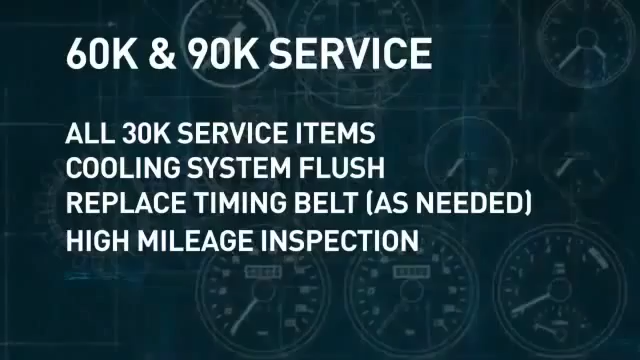 60K & 90K SERVICE
ALL 30K SERVICE ITEMS
COOLING SYSTEM FLUSH
REPLACE TIMING BELT (AS NEEDED)
HIGH MILEAGE INSPECTION